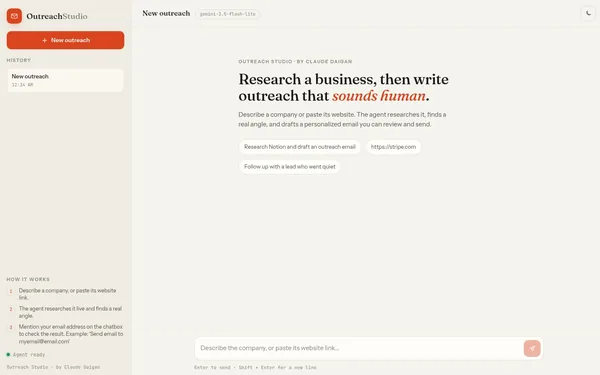 OutreachStudio
+ New outreach
HISTORY
New outreach
12:24 AM
HOW IT WORKS
1 Describe a company, or paste its website link.
2 The agent researches it live and finds a real angle.
3 Mention your email address on the chatbox to check the result. Example: 'Send email to myemail@email.com'
Agent ready
Outreach Studio · by Claude Daigan
New outreach
gemini-3.5-flash-lite
OUTREACH STUDIO · BY CLAUDE DAIGAN
Research a business, then write
outreach that sounds human.
Describe a company or paste its website. The agent researches it, finds a
real angle, and drafts a personalized email you can review and send.
Research Notion and draft an outreach email
https://stripe.com
Follow up with a lead who went quiet
Describe the company, or paste its website link...
Enter to send · Shift + Enter for a new line